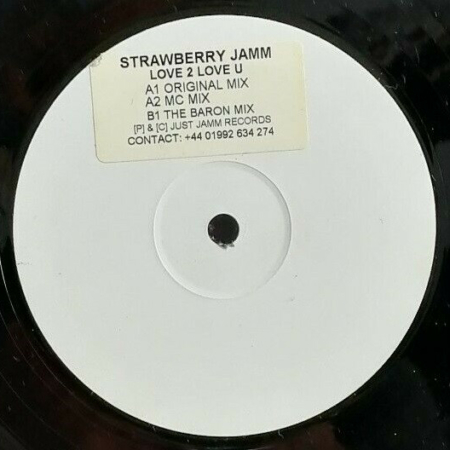 STRAWBERRY JAMM
LOVE 2 LOVE U
A1 ORIGINAL MIX
A2 MC MIX
B1 THE BARON MIX
[P] & [C] JUST JAMM RECORDS
CONTACT: +44 01992 634 274